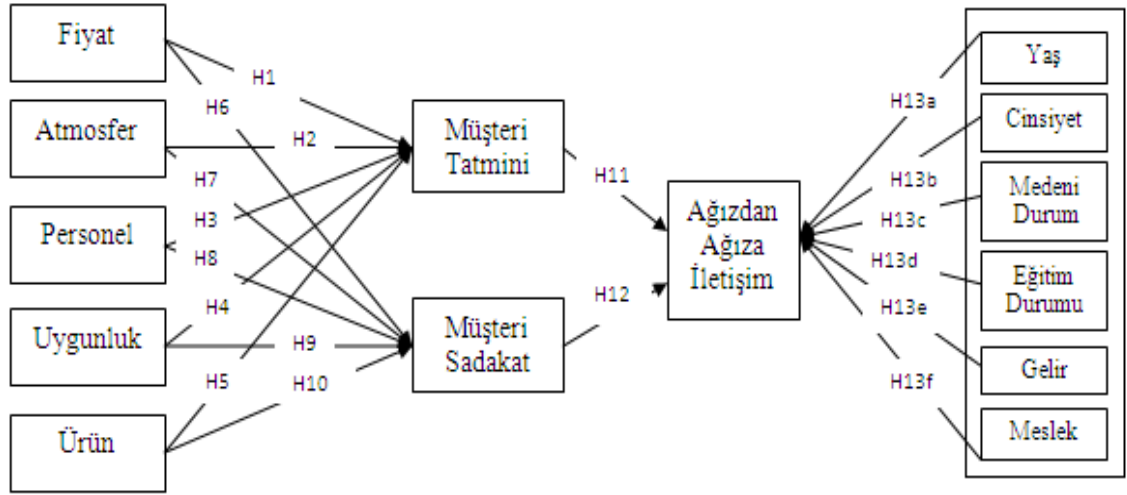 Fiyat
Atmosfer
Personel
Uygunluk
Ürün
H1
H6
H2
H7
H3
H8
H4
H9
H5
H10
Müşteri
Tatmini
Müşteri
Sadakat
H11
H12
Ağızdan
Ağıza
İletişim
H13a
H13b
H13c
H13d
H13e
H13f
Yaş
Cinsiyet
Medeni
Durum
Eğitim
Durumu
Gelir
Meslek